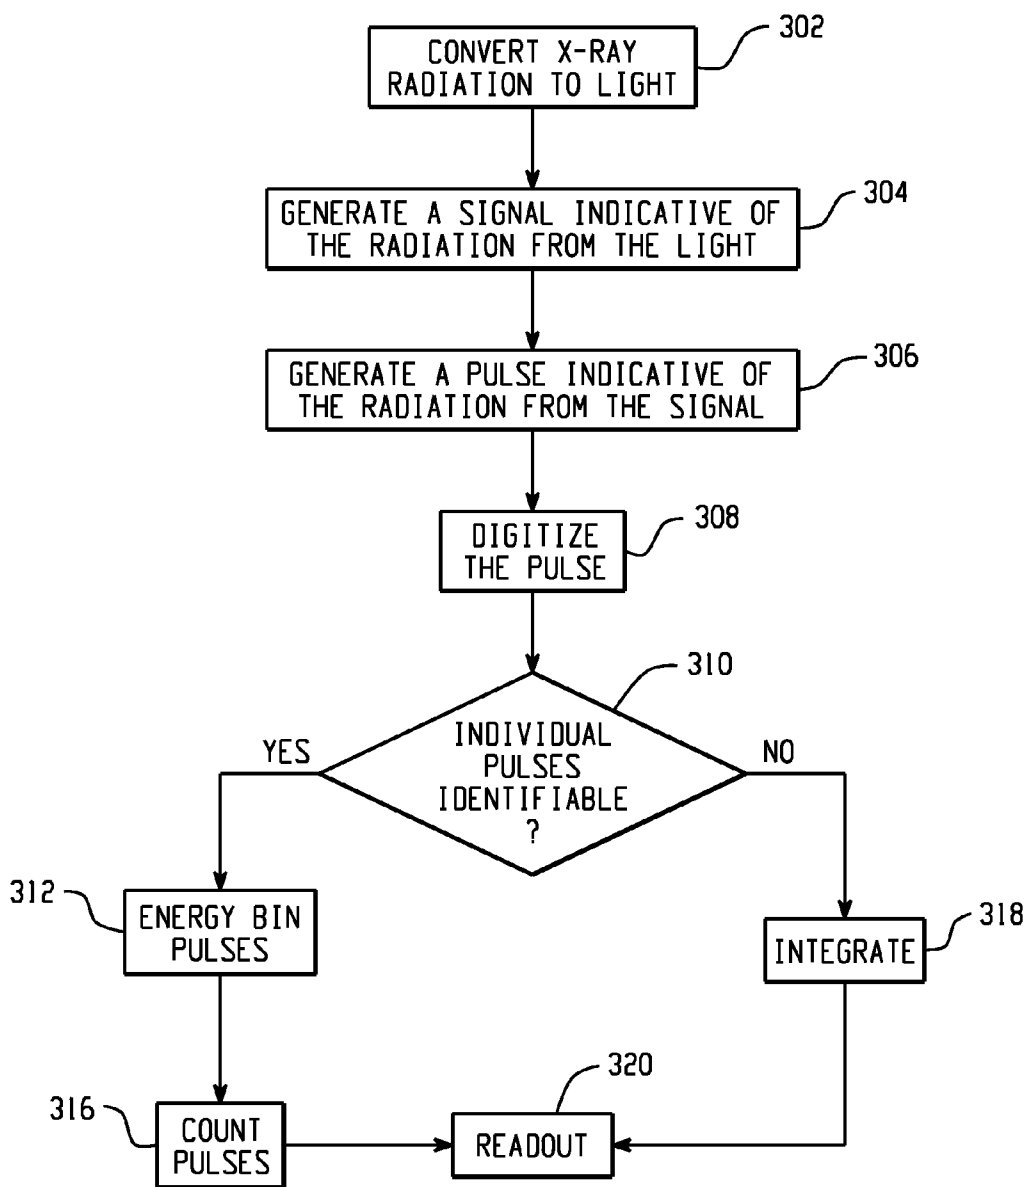 302
CONVERT X-RAY
RADIATION TO LIGHT
304
GENERATE A SIGNAL INDICATIVE OF
THE RADIATION FROM THE LIGHT
306
GENERATE A PULSE INDICATIVE OF
THE RADIATION FROM THE SIGNAL
308
DIGITIZE
THE PULSE
310
INDIVIDUAL
PULSES
IDENTIFIABLE
?
YES
NO
312
ENERGY BIN
PULSES
318
INTEGRATE
316
COUNT
PULSES
320
READOUT